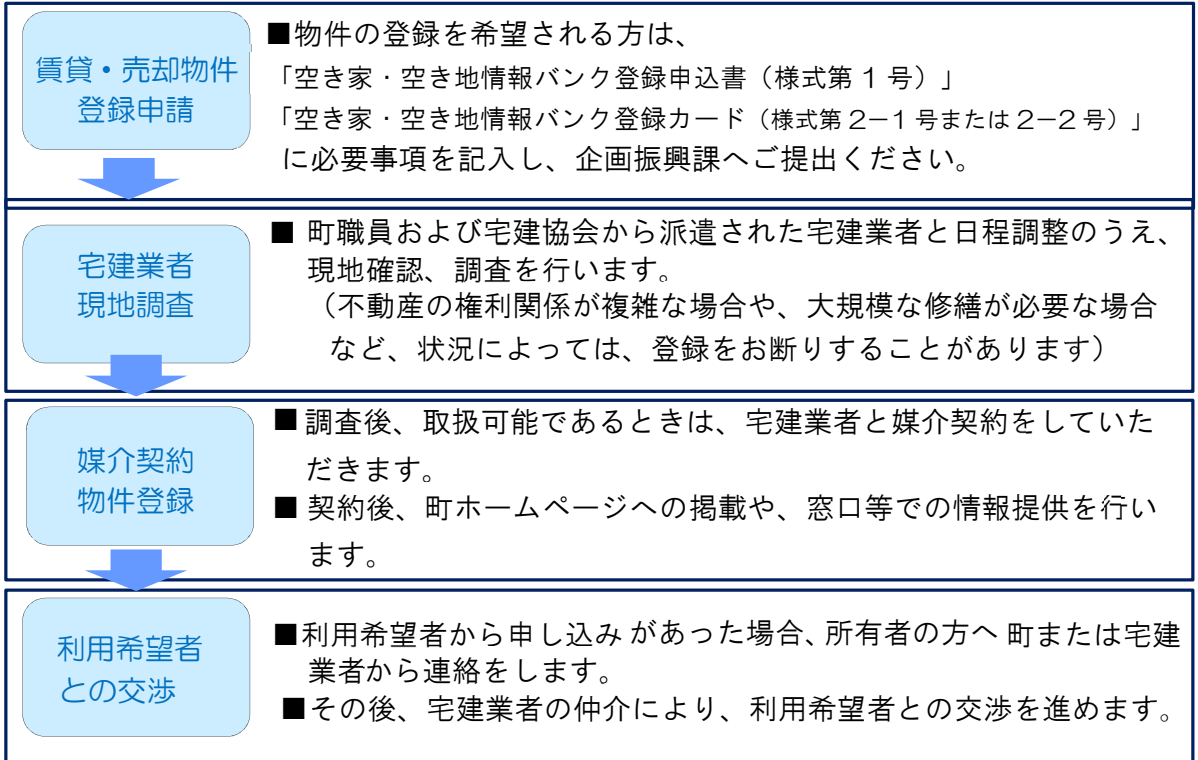 賃貸・売却物件
登録申請
■物件の登録を希望される方は、
「空き家・空き地情報バンク登録申込書（様式第1号）」
「空き家・空き地情報バンク登録カード（様式第2－1号または2－2号）」
に必要事項を記入し、企画振興課へご提出ください。
宅建業者
現地調査
■ 町職員および宅建協会から派遣された宅建業者と日程調整のうえ、
現地確認、調査を行います。
（不動産の権利関係が複雑な場合や、大規模な修繕が必要な場合
など、状況によっては、登録をお断りすることがあります）
媒介契約
物件登録
■調査後、取扱可能であるときは、宅建業者と媒介契約をしていた
だきます。
■ 契約後、町ホームページへの掲載や、窓口等での情報提供を行い
ます。
利用希望者
との交渉
■利用希望者から申し込みがあった場合、所有者の方へ町または宅建
業者から連絡をします。
■その後、宅建業者の仲介により、利用希望者との交渉を進めます。